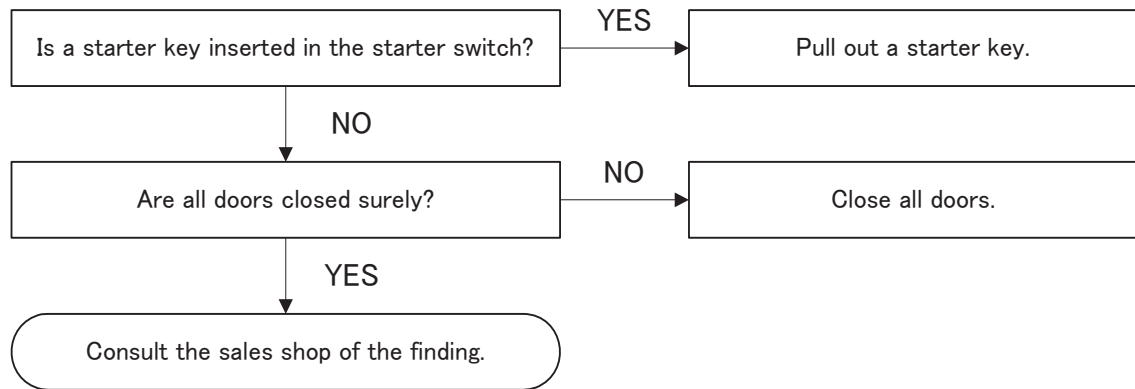 Is a starter key inserted in the starter switch?
YES
Pull out a starter key.
NO
Are all doors closed surely?
NO
Close all doors.
YES
Consult the sales shop of the finding.